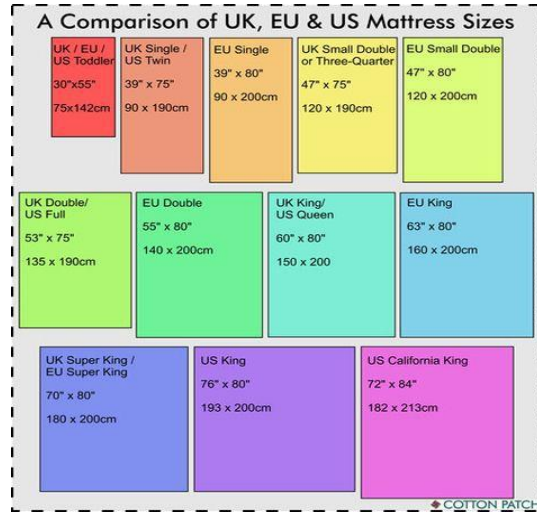 A Comparison of UK, EU & US Mattress Sizes
UK / EU /
US Toddler
30"x55"
75x142cm
UK Single /
US Twin
39" x 75"
90 x 190cm
EU Single
39" x 80"
90 x 200cm
UK Small Double
or Three-Quarter
47" x 75"
120 x 190cm
EU Small Double
47" x 80"
120 x 200cm
UK Double/
US Full
53" x 75"
135 x 190cm
EU Double
55" x 80"
140 x 200cm
UK King/
US Queen
60" x 80"
150 x 200
EU King
63" x 80"
160 x 200cm
UK Super King /
EU Super King
70" x 80"
180 x 200cm
US King
76" x 80"
193 x 200cm
US California King
72" x 84"
182 x 213cm
COTTON PATCH